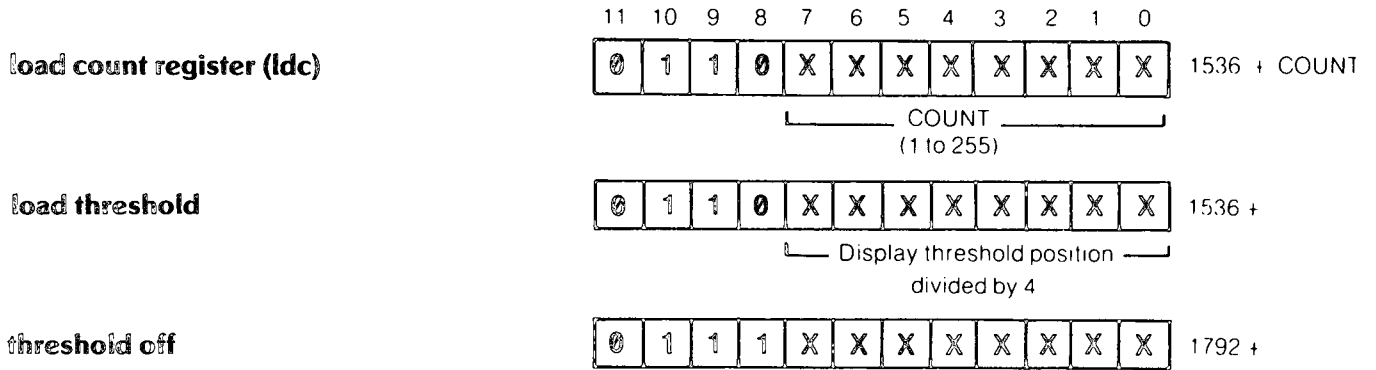 11 10 9 8 7 6 5 4 3 2 1 0
load count register (ldc) 0 1 1 0 X X X X X X X X 1536 + COUNT
COUNT
(1 to 255)
load threshold 0 1 1 0 X X X X X X X X 1536 +
Display threshold position
divided by 4
threshold off 0 1 1 1 X X X X X X X X 1792 +